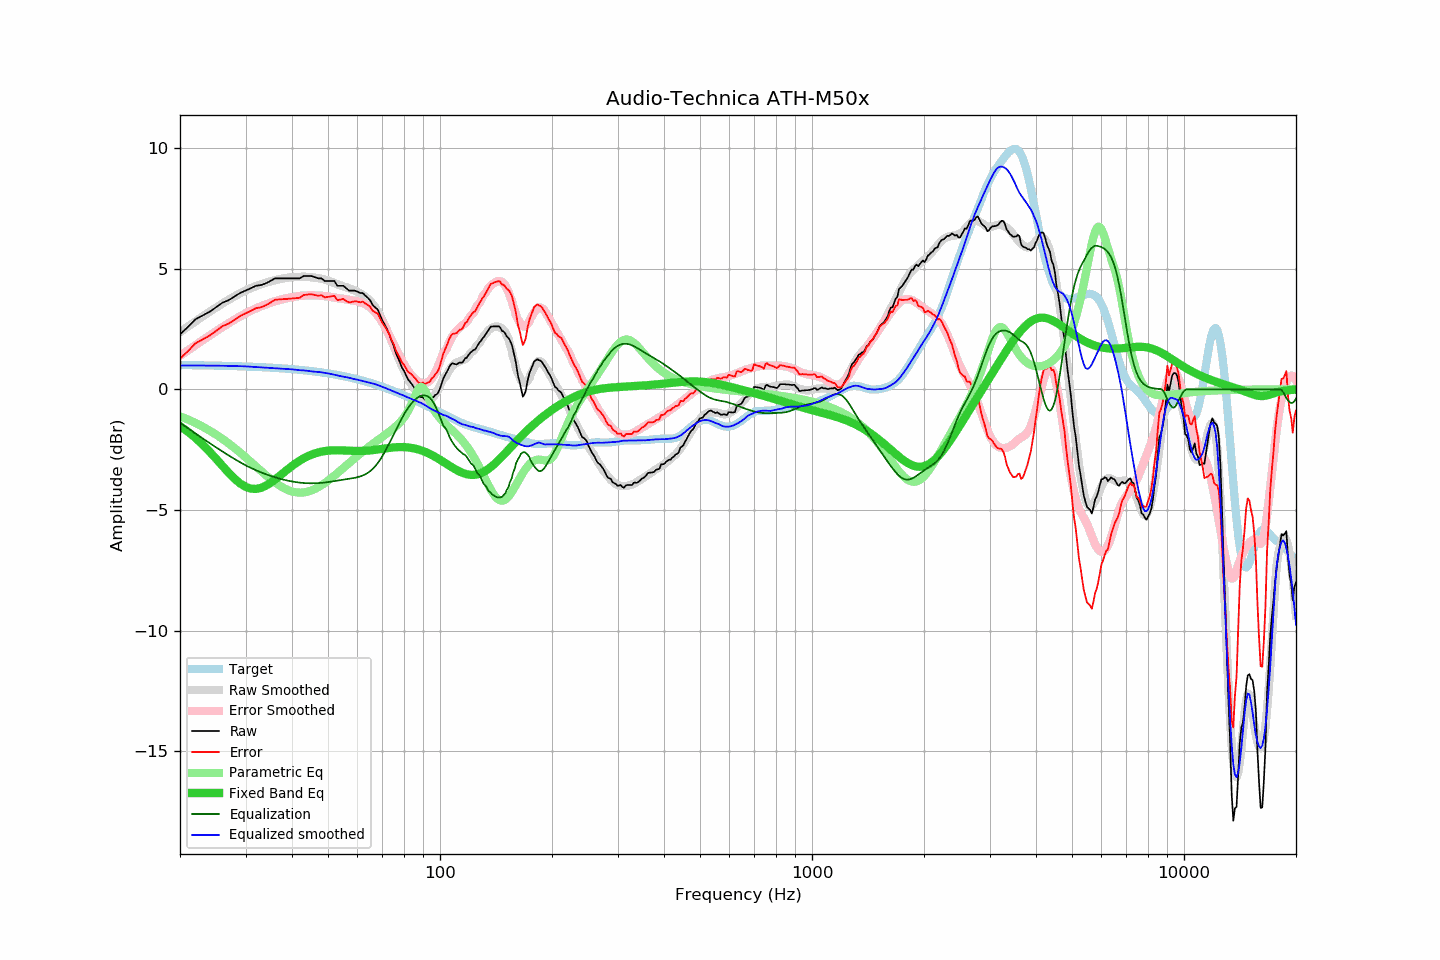 Audio-Technica ATH-M50x
10
5
0
−5
−10
−15
Amplitude (dBr)
Target
Raw Smoothed
Error Smoothed
Raw
Error
Parametric Eq
Fixed Band Eq
Equalization
Equalized smoothed
100
1000
10000
Frequency (Hz)